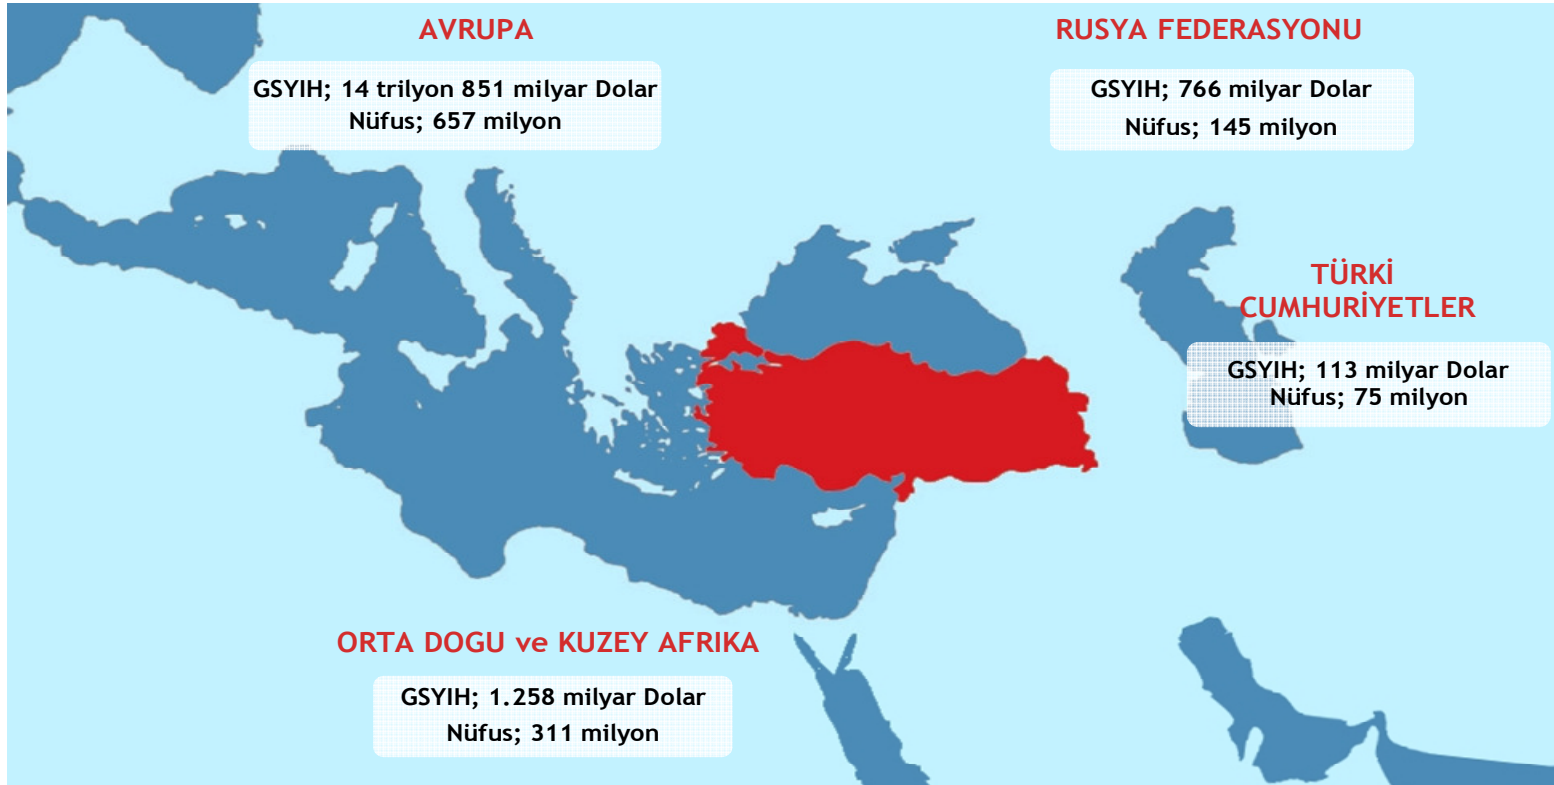 AVRUPA
GSYIH; 14 trilyon 851 milyar Dolar
Nüfus; 657 milyon
RUSYA FEDERASYONU
GSYIH; 766 milyar Dolar
Nüfus; 145 milyon
TÜRKİ
CUMHURİYETLER
GSYIH; 113 milyar Dolar
Nüfus; 75 milyon
ORTA DOGU ve KUZEY AFRIKA
GSYIH; 1.258 milyar Dolar
Nüfus; 311 milyon